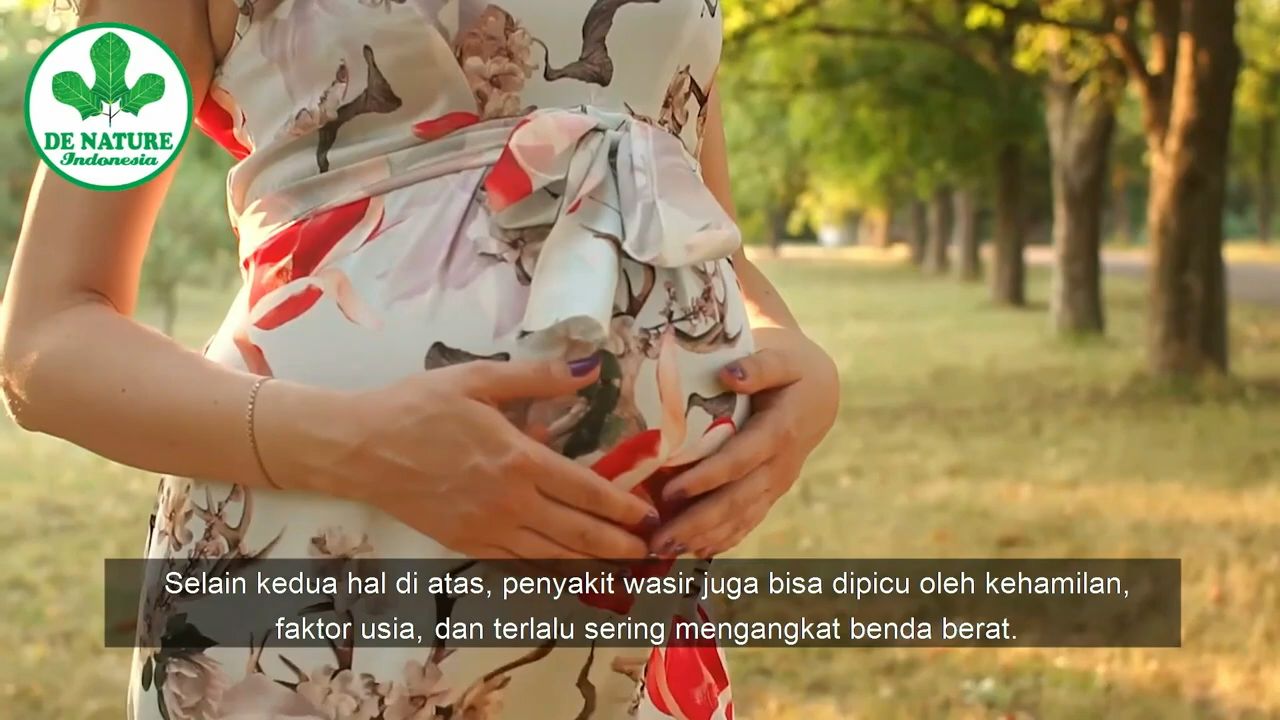 DE NATURE
Indonesia
Selain kedua hal di atas, penyakit wasir juga bisa dipicu oleh kehamilan,
faktor usia, dan terlalu sering mengangkat benda berat.